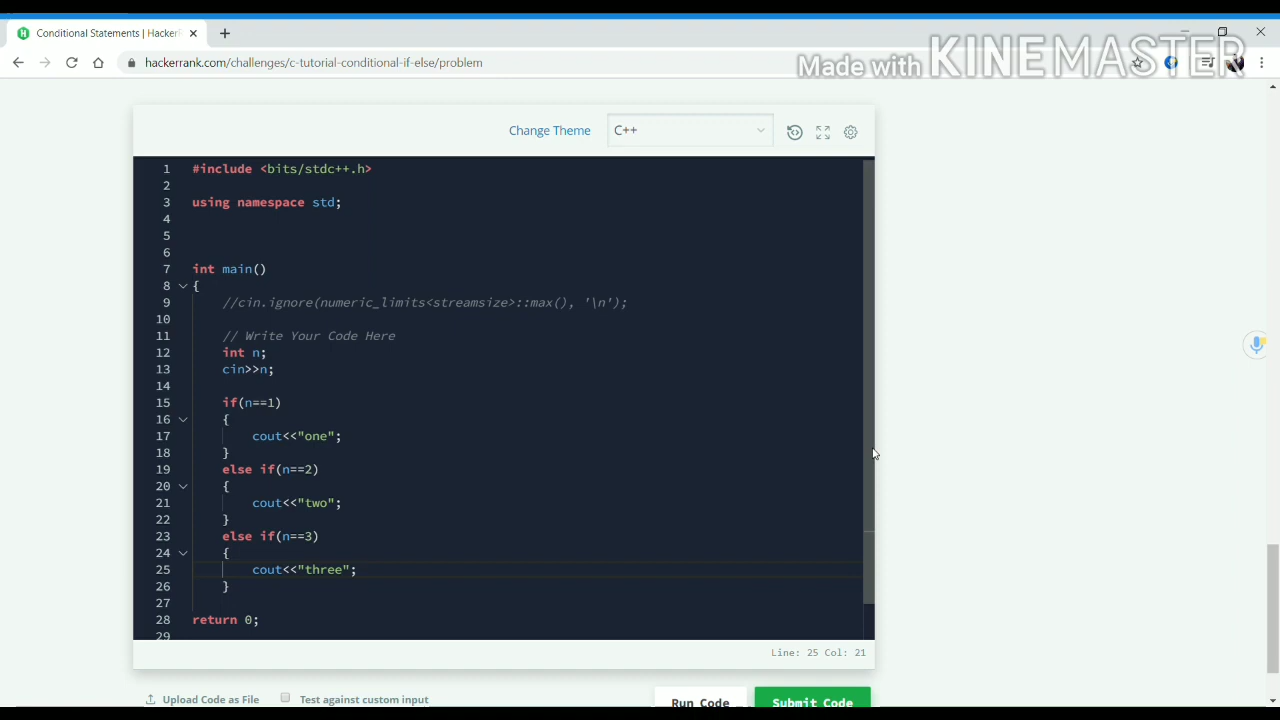 Conditional Statements | Hacker
hackerrank.com/challenges/c-tutorial-conditional-if-else/problem
Made with KINEMASTER
Change Theme
C++
1 #include <bits/stdc++.h>
2
3 using namespace std;
4
5
6
7 int main()
8 {
9 //cin.ignore(numeric_limits<streamsize>::max(), '\n');
10
11 // Write Your Code Here
12 int n;
13 cin>>n;
14
15 if(n==1)
16 {
17 cout<<"one";
18 }
19 else if(n==2)
20 {
21 cout<<"two";
22 }
23 else if(n==3)
24 {
25 cout<<"three";
26 }
27
28 return 0;
29
Line: 25 Col: 21
Upload Code as File
Test against custom input
Run Code
Submit Code